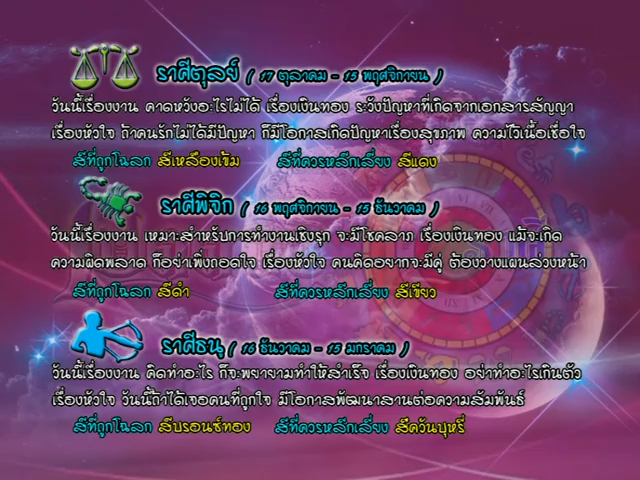 ราศีตุลย์ ( 17 ตุลาคม - 15 พฤศจิกายน )
วันนี้เรื่องงาน คาดหวังอะไรไม่ได้ เรื่องเงินทอง ระวังปัญหาที่เกิดจากเอกสารสัญญา
เรื่องหัวใจ ถ้าคนรักไม่ได้มีปัญหา ก็มีโอกาสเกิดปัญหาเรื่องสุขภาพ ความไว้เนื้อเชื่อใจ
สีที่ถูกโฉลก สีเหลืองเข้ม สีที่ควรหลีกเลี่ยง สีแดง
ราศีพิจิก ( 16 พฤศจิกายน - 15 ธันวาคม )
วันนี้เรื่องงาน เหมาะสำหรับการทำงานเชิงรุก จะมีโชคลาภ เรื่องเงินทอง แม้จะเกิด
ความผิดพลาด ก็อย่าเพิ่งถอดใจ เรื่องหัวใจ คนคิดอยากจะมีคู่ ต้องวางแผนล่วงหน้า
สีที่ถูกโฉลก สีดำ สีที่ควรหลีกเลี่ยง สีเขียว
ราศีธนู ( 16 ธันวาคม - 15 มกราคม )
วันนี้เรื่องงาน คิดทำอะไร ก็จะพยายามทำให้สำเร็จ เรื่องเงินทอง อย่าทำอะไรเกินตัว
เรื่องหัวใจ วันนี้ถ้าได้เจอคนที่ถูกใจ มีโอกาสพัฒนาสานต่อความสัมพันธ์
สีที่ถูกโฉลก สีบรอนซ์ทอง สีที่ควรหลีกเลี่ยง สีควันบุหรี่